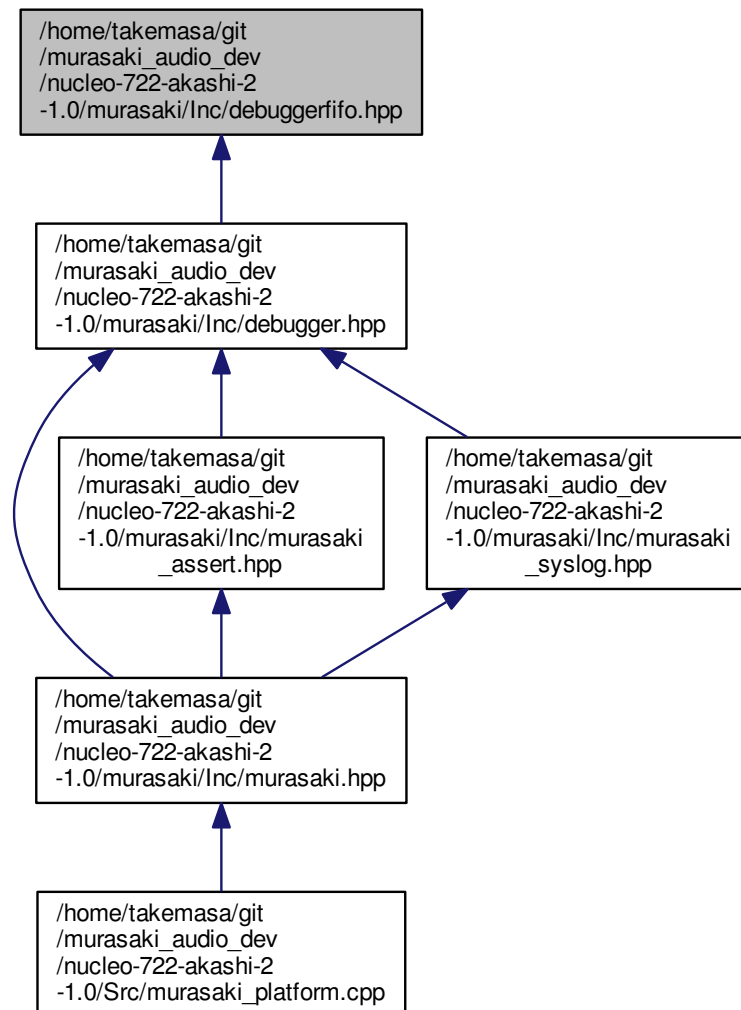 /home/takemasa/git
/murasaki_audio_dev
/nucleo-722-akashi-2
-1.0/murasaki/Inc/debuggerfifo.hpp
/home/takemasa/git
/murasaki_audio_dev
/nucleo-722-akashi-2
-1.0/murasaki/Inc/debugger.hpp
/home/takemasa/git
/murasaki_audio_dev
/nucleo-722-akashi-2
-1.0/murasaki/Inc/murasaki
_assert.hpp
/home/takemasa/git
/murasaki_audio_dev
/nucleo-722-akashi-2
-1.0/murasaki/Inc/murasaki
_syslog.hpp
/home/takemasa/git
/murasaki_audio_dev
/nucleo-722-akashi-2
-1.0/murasaki/Inc/murasaki.hpp
/home/takemasa/git
/murasaki_audio_dev
/nucleo-722-akashi-2
-1.0/Src/murasaki_platform.cpp